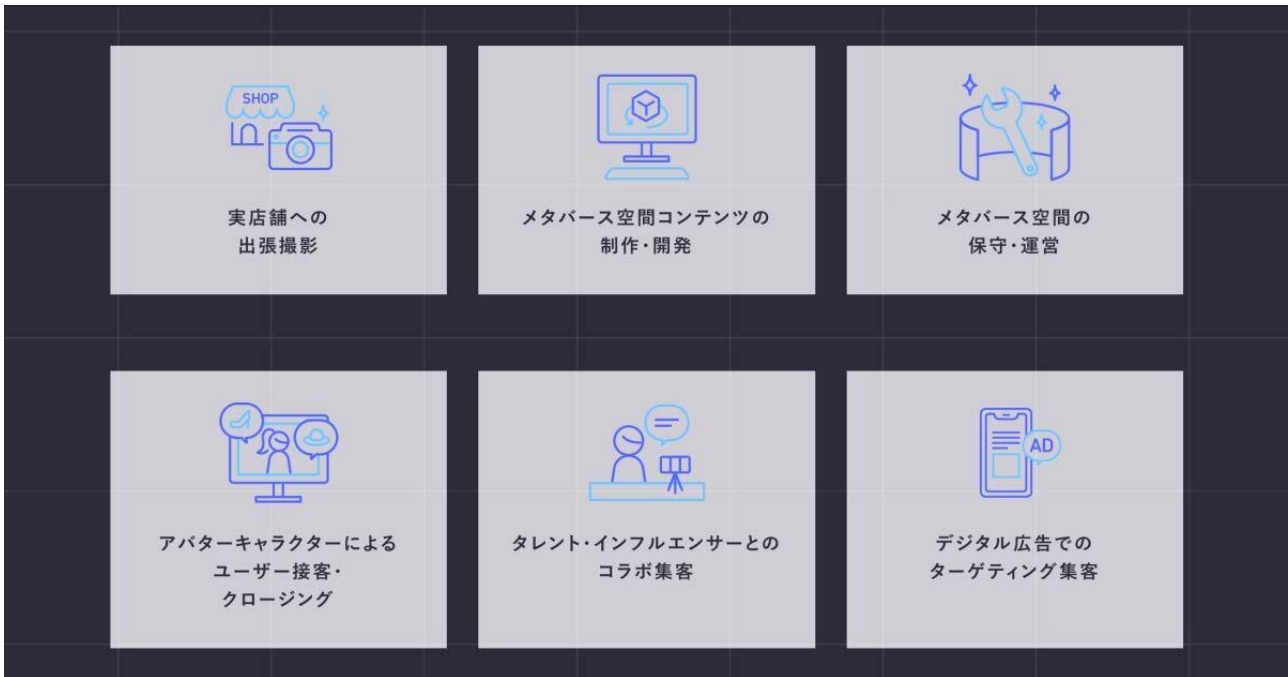 SHOP
実店舗への
出張撮影
メタバース空間コンテンツの
制作・開発
メタバース空間の
保守・運営
アバターキャラクターによる
ユーザー接客・
クロージング
タレント・インフルエンサーとの
コラボ集客
AD
デジタル広告での
ターゲティング集客